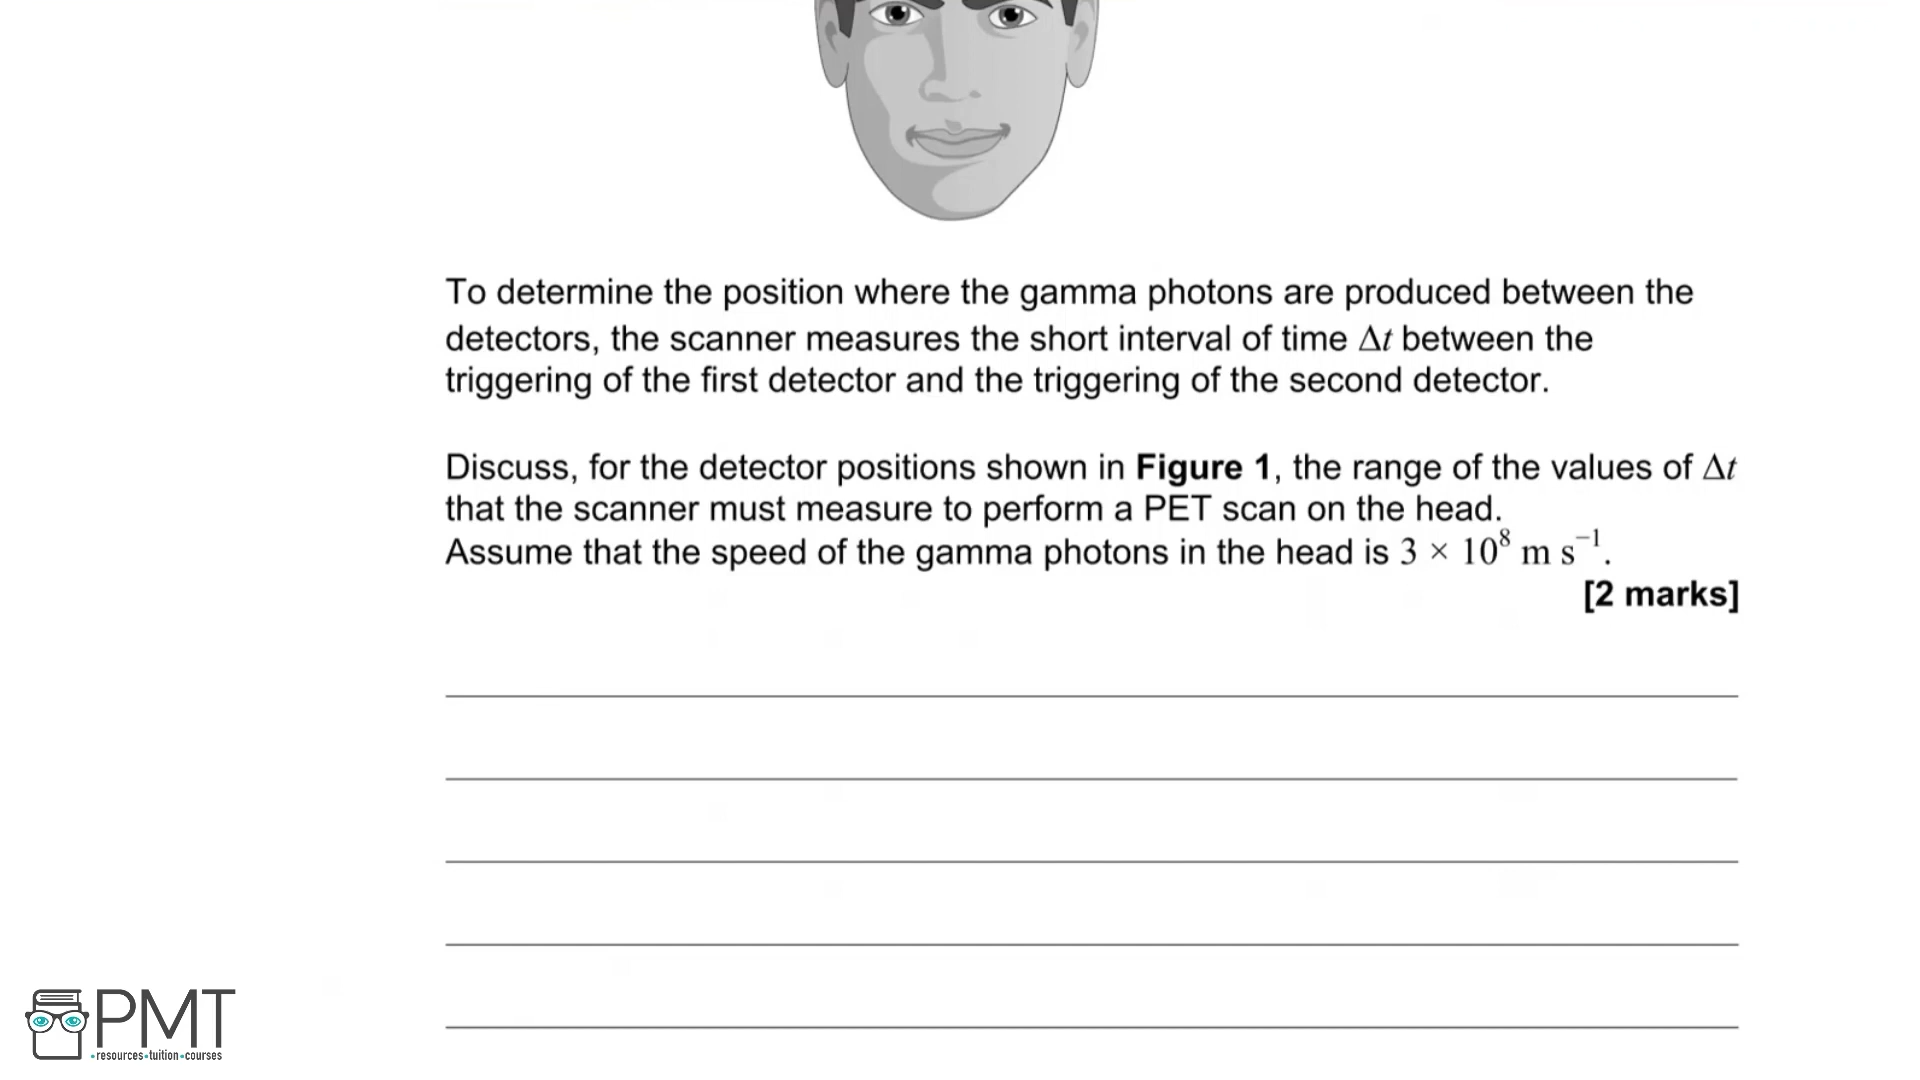 To determine the position where the gamma photons are produced between the
detectors, the scanner measures the short interval of time Δt between the
triggering of the first detector and the triggering of the second detector.
Discuss, for the detector positions shown in Figure 1, the range of the values of Δt
that the scanner must measure to perform a PET scan on the head.
Assume that the speed of the gamma photons in the head is 3 × 10⁸ m s⁻¹.
[2 marks]
PMT
•resources•tuition•courses